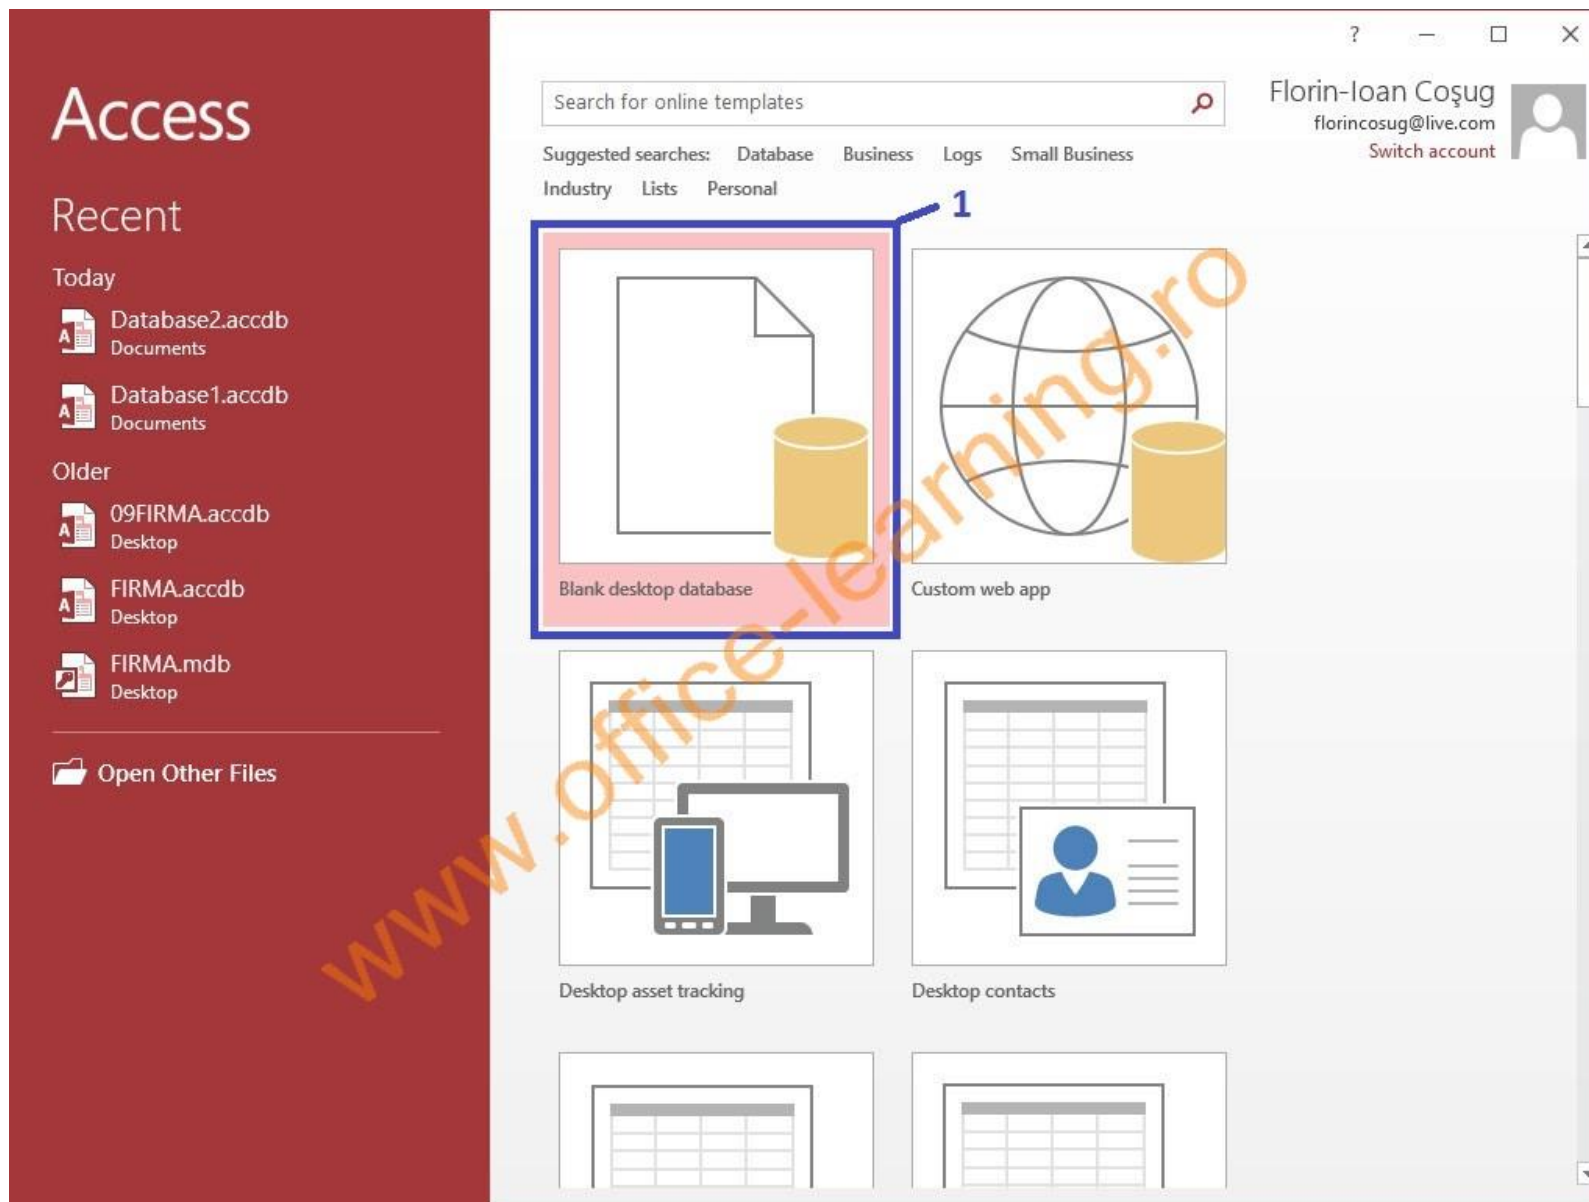 ?
Access
Search for online templates
Florin-Ioan Coşug
florincosug@live.com
Switch account
Suggested searches: Database Business Logs Small Business
Industry Lists Personal
1
Recent
Today
Database2.accdb
Documents
Database1.accdb
Documents
Older
09FIRMA.accdb
Desktop
FIRMA.accdb
Desktop
FIRMA.mdb
Desktop
Open Other Files
Blank desktop database
Custom web app
Desktop asset tracking
Desktop contacts
www.office-learning.ro